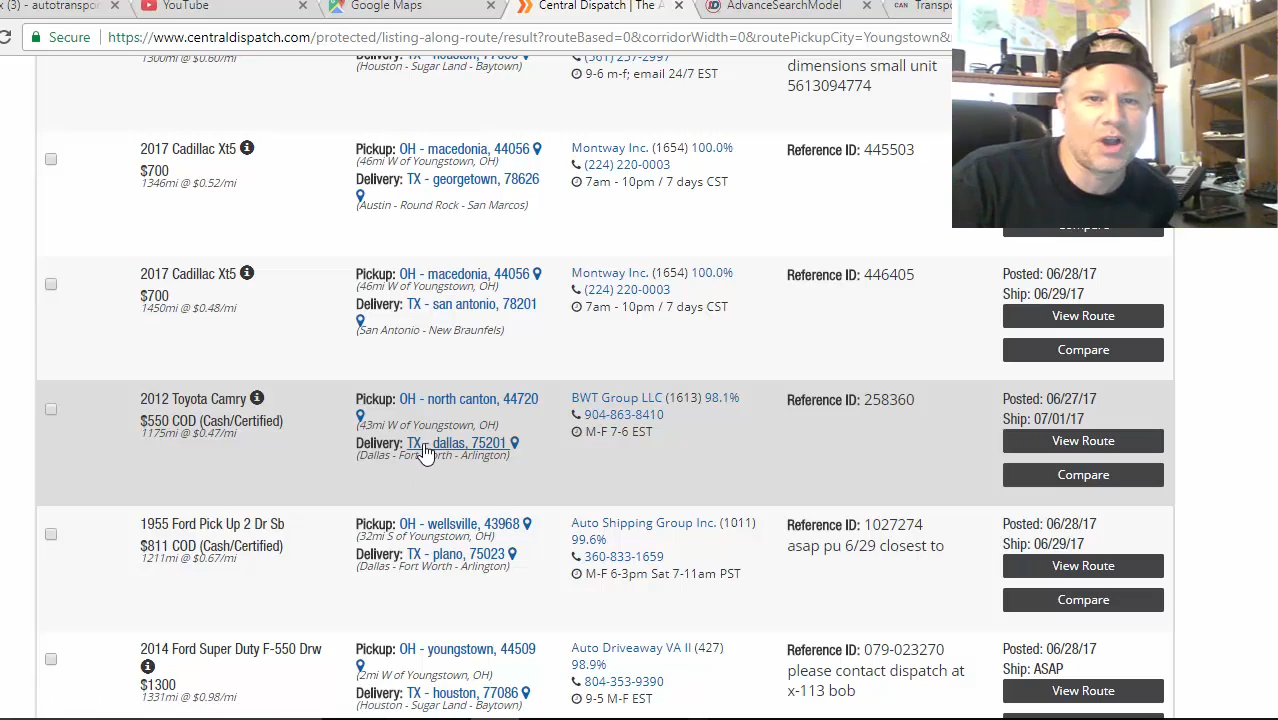 x (3) - autotranspor
YouTube
Google Maps
Central Dispatch | The A
AdvanceSearchModel
CAN Transpo
Secure
https://www.centraldispatch.com/protected/listing-along-route/result?routeBased=0&corridorWidth=0&routePickupCity=Youngstown&
1300mi @ $0.60/mi
(Houston - Sugar Land - Baytown)
(561) 257-2997
9-6 m-f; email 24/7 EST
dimensions small unit
5613094774
2017 Cadillac Xt5
$700
1346mi @ $0.52/mi
Pickup: OH - macedonia, 44056
(46mi W of Youngstown, OH)
Delivery: TX - georgetown, 78626
(Austin - Round Rock - San Marcos)
Montway Inc. (1654) 100.0%
(224) 220-0003
7am - 10pm / 7 days CST
Reference ID: 445503
Compare
2017 Cadillac Xt5
$700
1450mi @ $0.48/mi
Pickup: OH - macedonia, 44056
(46mi W of Youngstown, OH)
Delivery: TX - san antonio, 78201
(San Antonio - New Braunfels)
Montway Inc. (1654) 100.0%
(224) 220-0003
7am - 10pm / 7 days CST
Reference ID: 446405
Posted: 06/28/17
Ship: 06/29/17
View Route
Compare
2012 Toyota Camry
$550 COD (Cash/Certified)
1175mi @ $0.47/mi
Pickup: OH - north canton, 44720
(43mi W of Youngstown, OH)
Delivery: TX - dallas, 75201
(Dallas - Fort Worth - Arlington)
BWT Group LLC (1613) 98.1%
904-863-8410
M-F 7-6 EST
Reference ID: 258360
Posted: 06/27/17
Ship: 07/01/17
View Route
Compare
1955 Ford Pick Up 2 Dr Sb
$811 COD (Cash/Certified)
1211mi @ $0.67/mi
Pickup: OH - wellsville, 43968
(32mi S of Youngstown, OH)
Delivery: TX - plano, 75023
(Dallas - Fort Worth - Arlington)
Auto Shipping Group Inc. (1011)
99.6%
360-833-1659
M-F 6-3pm Sat 7-11am PST
Reference ID: 1027274
asap pu 6/29 closest to
Posted: 06/28/17
Ship: 06/29/17
View Route
Compare
2014 Ford Super Duty F-550 Drw
$1300
1331mi @ $0.98/mi
Pickup: OH - youngstown, 44509
(2mi W of Youngstown, OH)
Delivery: TX - houston, 77086
(Houston - Sugar Land - Baytown)
Auto Driveaway VA II (427)
98.9%
804-353-9390
9-5 M-F EST
Reference ID: 079-023270
please contact dispatch at
x-113 bob
Posted: 06/28/17
Ship: ASAP
View Route